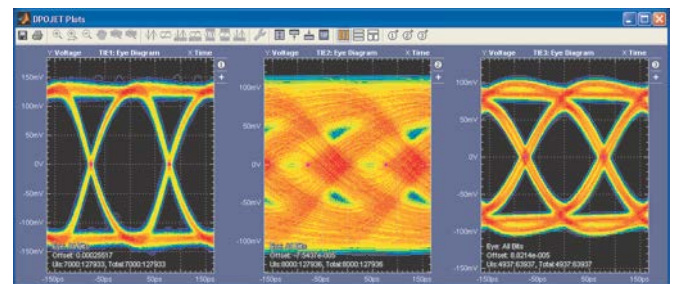 DPOJET Plots
Y: Voltage TIE1: Eye Diagram X:Time
Y: Voltage TIE2: Eye Diagram X:Time
Y: Voltage TIE3: Eye Diagram X:Time
150mV
100mV
50mV
0V
-50mV
-100mV
-150mV
Offset: 0.00025517
UIs:7000:127933, Total:7000:127933
-150ps -50ps 50ps 150ps
100mV
50mV
0V
-50mV
-100mV
UIs:8000:127936, Total:8000:127936
-150ps -50ps 50ps 150ps
100mV
50mV
0V
-50mV
-100mV
-150mV
Eye: All Bits
Offset: 8.8214e-005
UIs:4937:63937, Total:4937:63937
-150ps -50ps 50ps 150ps